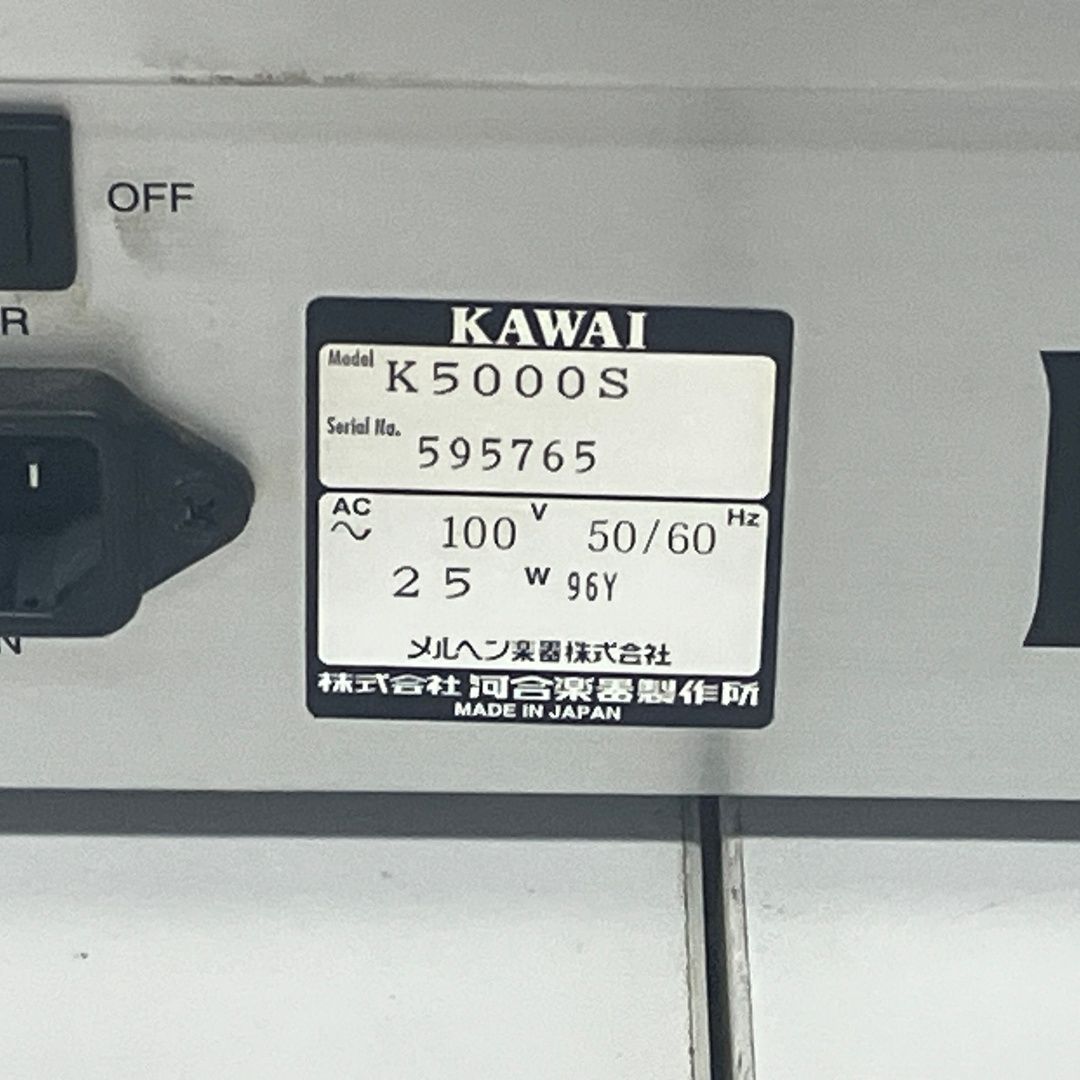 OFF
R
KAWAI
Model K5000S
Serial No. 595765
AC 100 V 50/60 Hz
~ 25 W 96Y
メルヘン楽器株式会社
株式会社 河合楽器製作所
MADE IN JAPAN
N